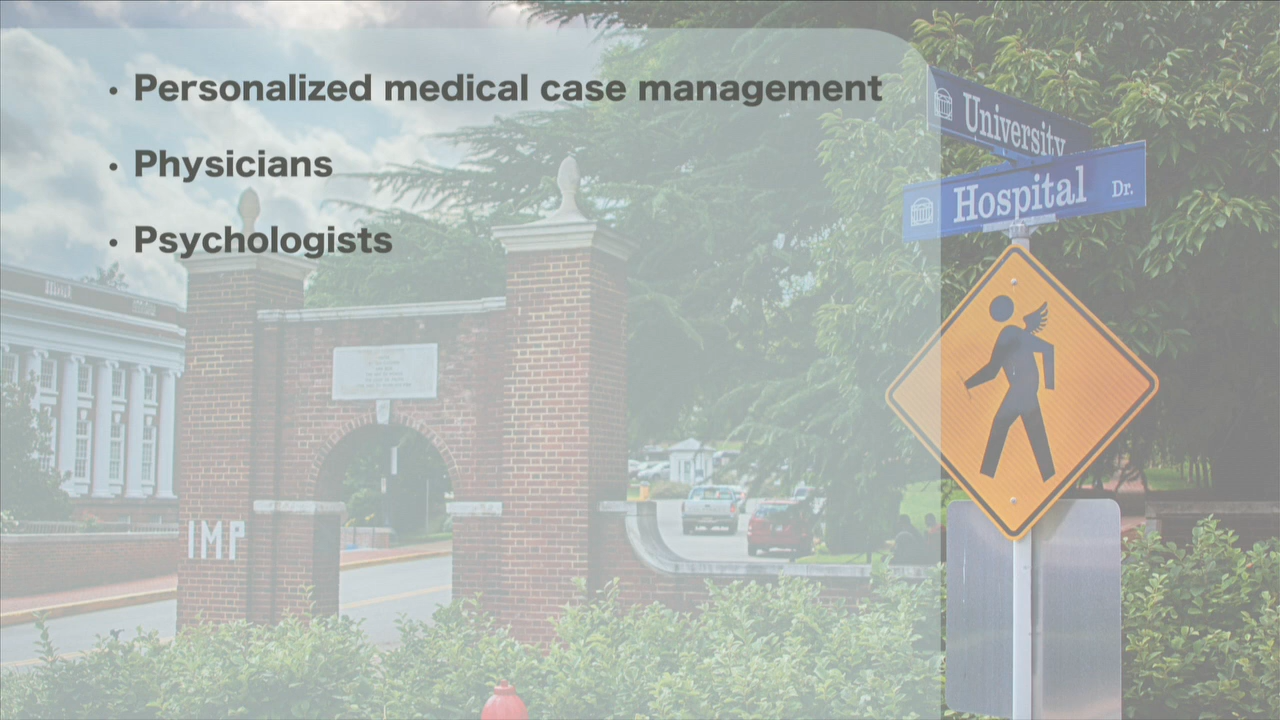 • Personalized medical case management
• Physicians
• Psychologists
University
Hospital Dr.
IMP